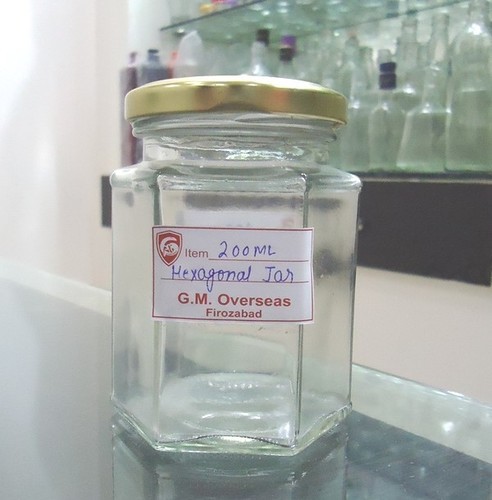 Item 200ML
Hexagonal Jar
G.M. Overseas
Firozabad